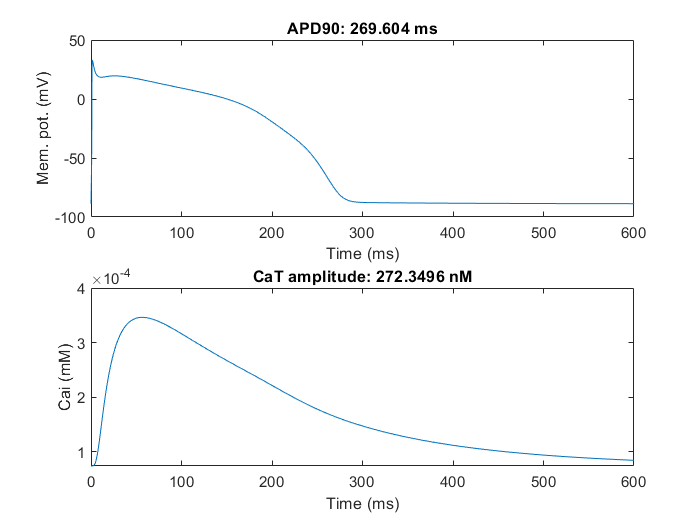 APD90: 269.604 ms
50
0
-50
-100
Mem. pot. (mV)
0 100 200 300 400 500 600
Time (ms)
×10-4
CaT amplitude: 272.3496 nM
4
3
2
1
Cai (mM)
0 100 200 300 400 500 600
Time (ms)